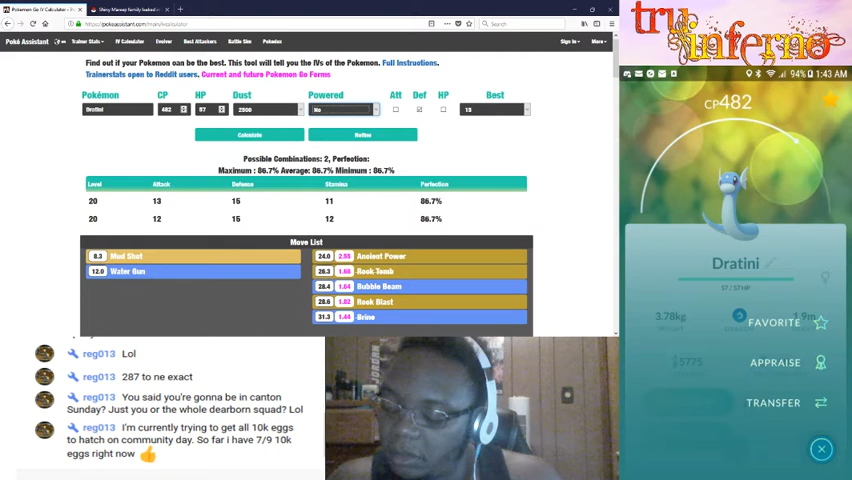 Pokemon Go IV Calculator - P
Shiny Mareep family leaked in
https://pokeassistant.com/main/ivcalculator
Search
Poké Assistant
Trainer Stats
IV Calculator
Evolver
Best Attackers
Battle Sim
Pokedex
Sign in
More
Find out if your Pokemon can be the best. This tool will tell you the IVs of the Pokemon. Full Instructions.
Trainerstats open to Reddit users. Current and future Pokemon Go Forms
Pokémon CP HP Dust Powered Att Def HP Best
Dratini 482 57 2500 No 15
Calculate Refine
Possible Combinations: 2, Perfection:
Maximum : 86.7% Average: 86.7% Minimum : 86.7%
Level Attack Defense Stamina Perfection
20 13 15 11 86.7%
20 12 15 12 86.7%
Move List
8.3 Mud Shot
12.0 Water Gun
24.0 Ancient Power
26.3 1.68 Rock Tomb
28.4 1.64 Bubble Beam
28.6 Rock Blast
31.3 1.44 Brine
reg013 Lol
reg013 287 to ne exact
reg013 You said you're gonna be in canton
Sunday? Just you or the whole dearborn squad? Lol
reg013 I'm currently trying to get all 10k eggs
to hatch on community day. So far i have 7/9 10k
eggs right now
tru
inferno
94% 1:43 AM
CP482
Dratini
57 / 57 HP
3.78kg
1.9m
5775
FAVORITE
APPRAISE
TRANSFER